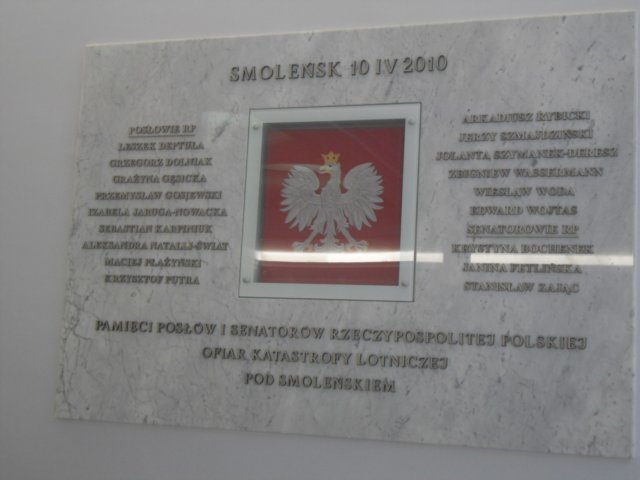 SMOLEŃSK 10 IV 2010
POSŁOWIE RP
LESZEK DEPTUŁA
GRZEGORZ DOLNIAK
GRAŻYNA GĘSICKA
PRZEMYSŁAW GOSIEWSKI
IZABELA JARUGA-NOWACKA
SEBASTIAN KARPINIUK
ALEKSANDRA NATALLI-ŚWIAT
MACIEJ PŁAŻYŃSKI
KRZYSZTOF PUTRA
ARKADIUSZ RYBICKI
JERZY SZMAJDZIŃSKI
JOLANTA SZYMANEK-DERESZ
ZBIGNIEW WASSERMANN
WIESŁAW WODA
EDWARD WOJTAS
SENATOROWIE RP
KRYSTYNA BOCHENEK
JANINA FETLIŃSKA
STANISŁAW ZAJĄC
PAMIĘCI POSŁÓW I SENATORÓW RZECZYPOSPOLITEJ POLSKIEJ
OFIAR KATASTROFY LOTNICZEJ
POD SMOLEŃSKIEM